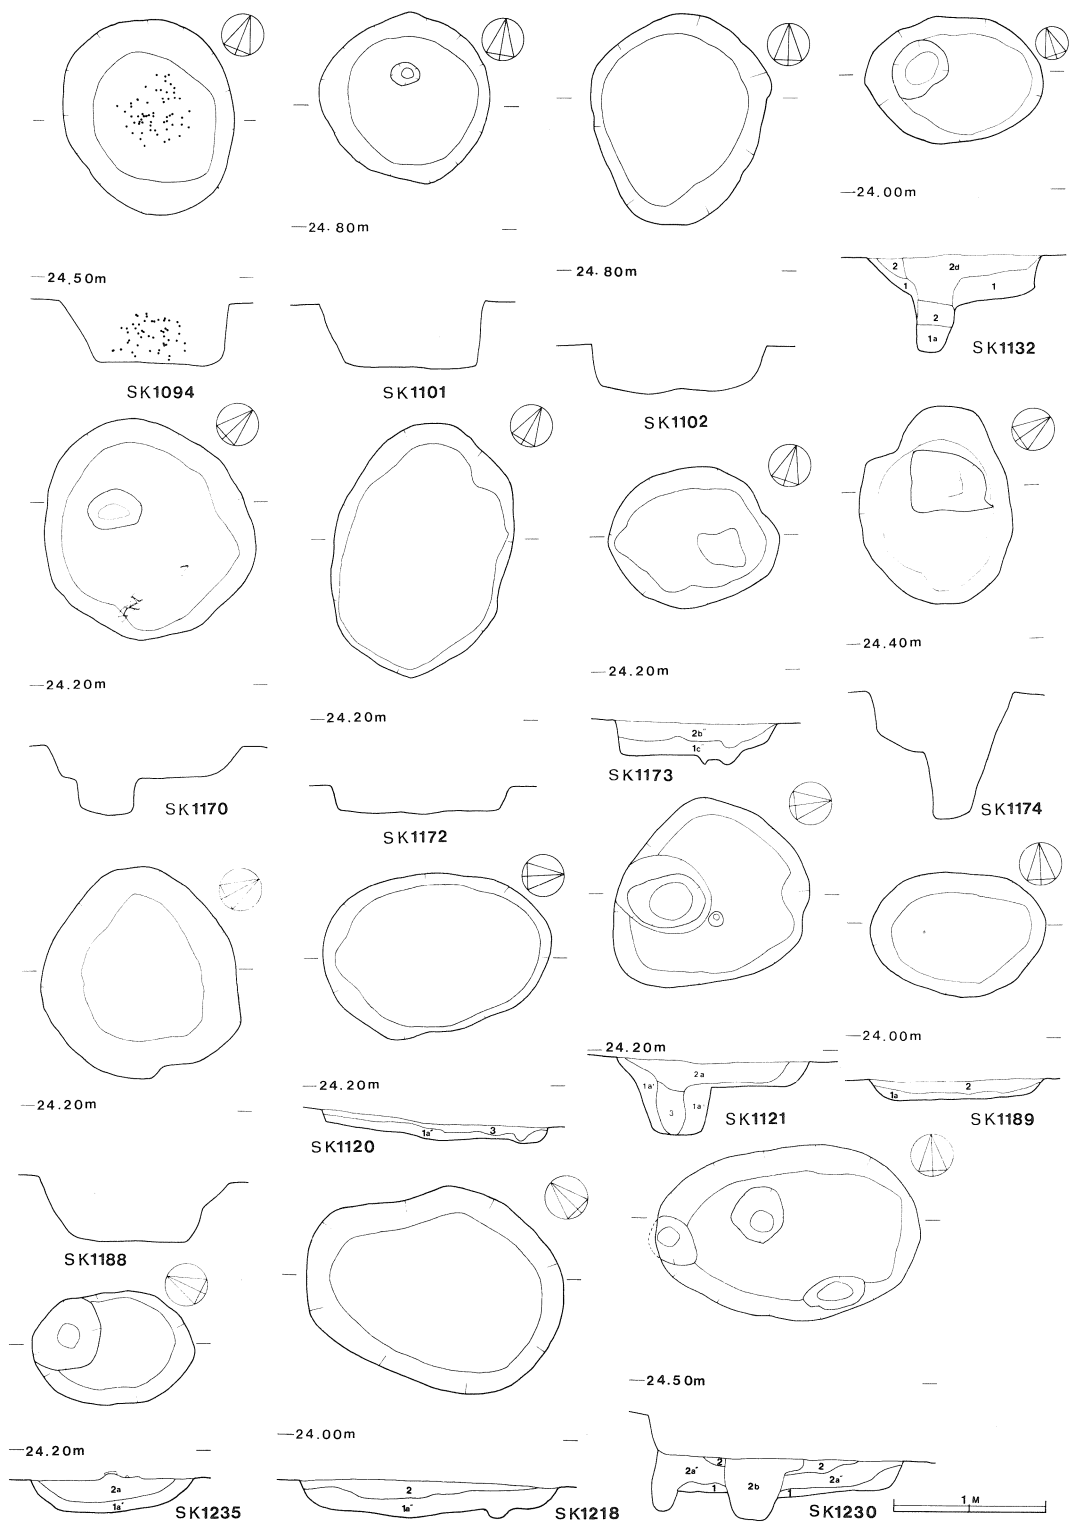 24.50m
SK1094
24.80m
SK1101
24.80m
SK1102
24.00m
2
2d
1
1
2
1a
SK1132
24.20m
SK1170
24.20m
SK1172
24.20m
2b″
1c′
SK1173
24.40m
SK1174
24.20m
SK1188
24.20m
1a″
3
SK1120
24.20m
2a
1a′
1a′
3
SK1121
24.00m
1a
2
SK1189
24.20m
2a
1a″
SK1235
24.00m
2
1a″
SK1218
24.50m
2
2
2a″
2a″
1
2b
1
SK1230
1 M